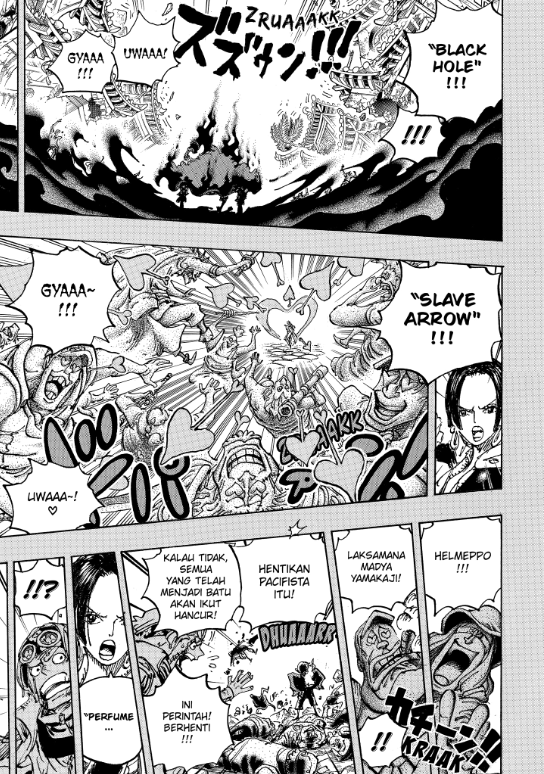 ZRUAAAKK
ズズゥン!!!
"BLACK
HOLE"
!!!
UWAAA!
GYAAA
!!!
!!!
"SLAVE
ARROW"
!!!
GYAAA~
!!!
AAKK
UWAAA~!
♡
HELMEPPO
!!!
LAKSAMANA
MADYA
YAMAKAJI!
カチーン!!
KRAAK
!!
HENTIKAN
PACIFISTA
ITU!
DHUAAARR
KALAU TIDAK,
SEMUA
YANG TELAH
MENJADI BATU
AKAN IKUT
HANCUR!
INI
PERINTAH!
BERHENTI
!!!
"PERFUME
...
!!?